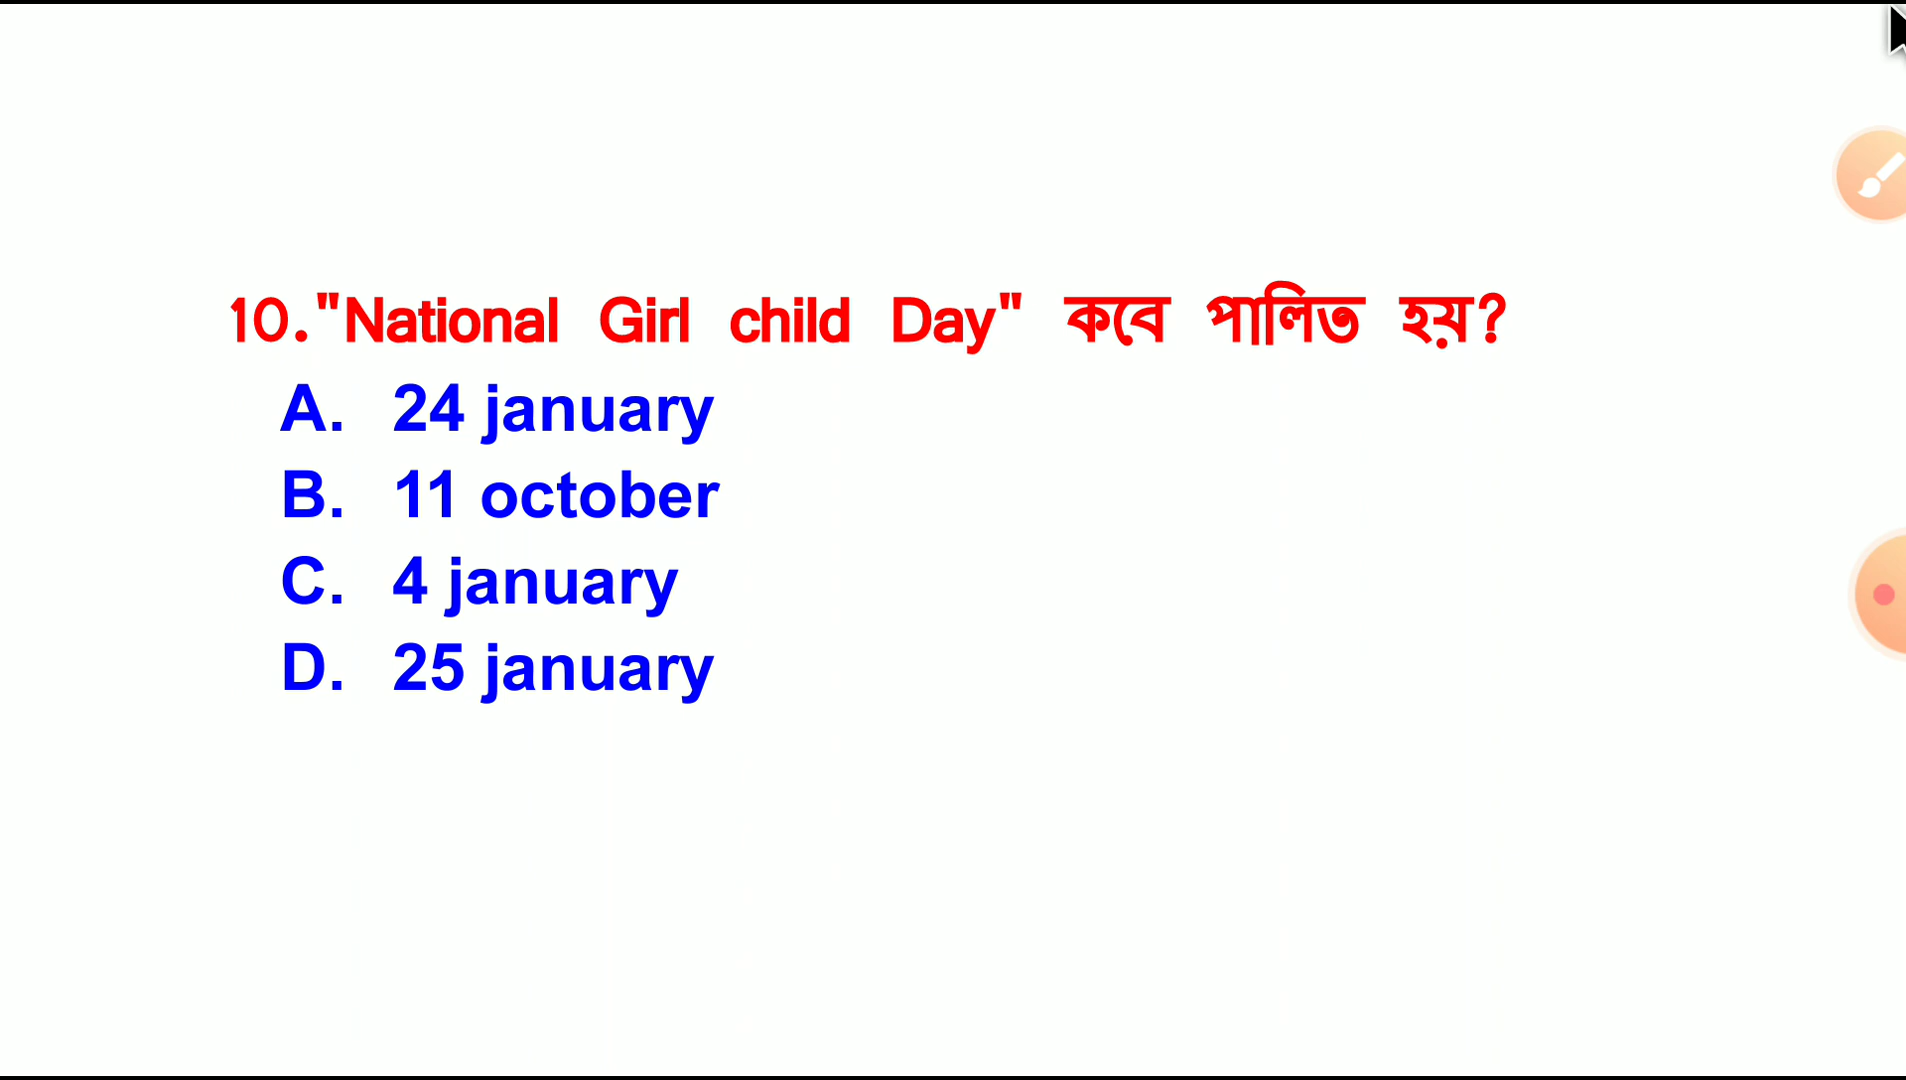 10."National Girl child Day" কবে পালিত হয়?
A. 24 january
B. 11 october
C. 4 january
D. 25 january